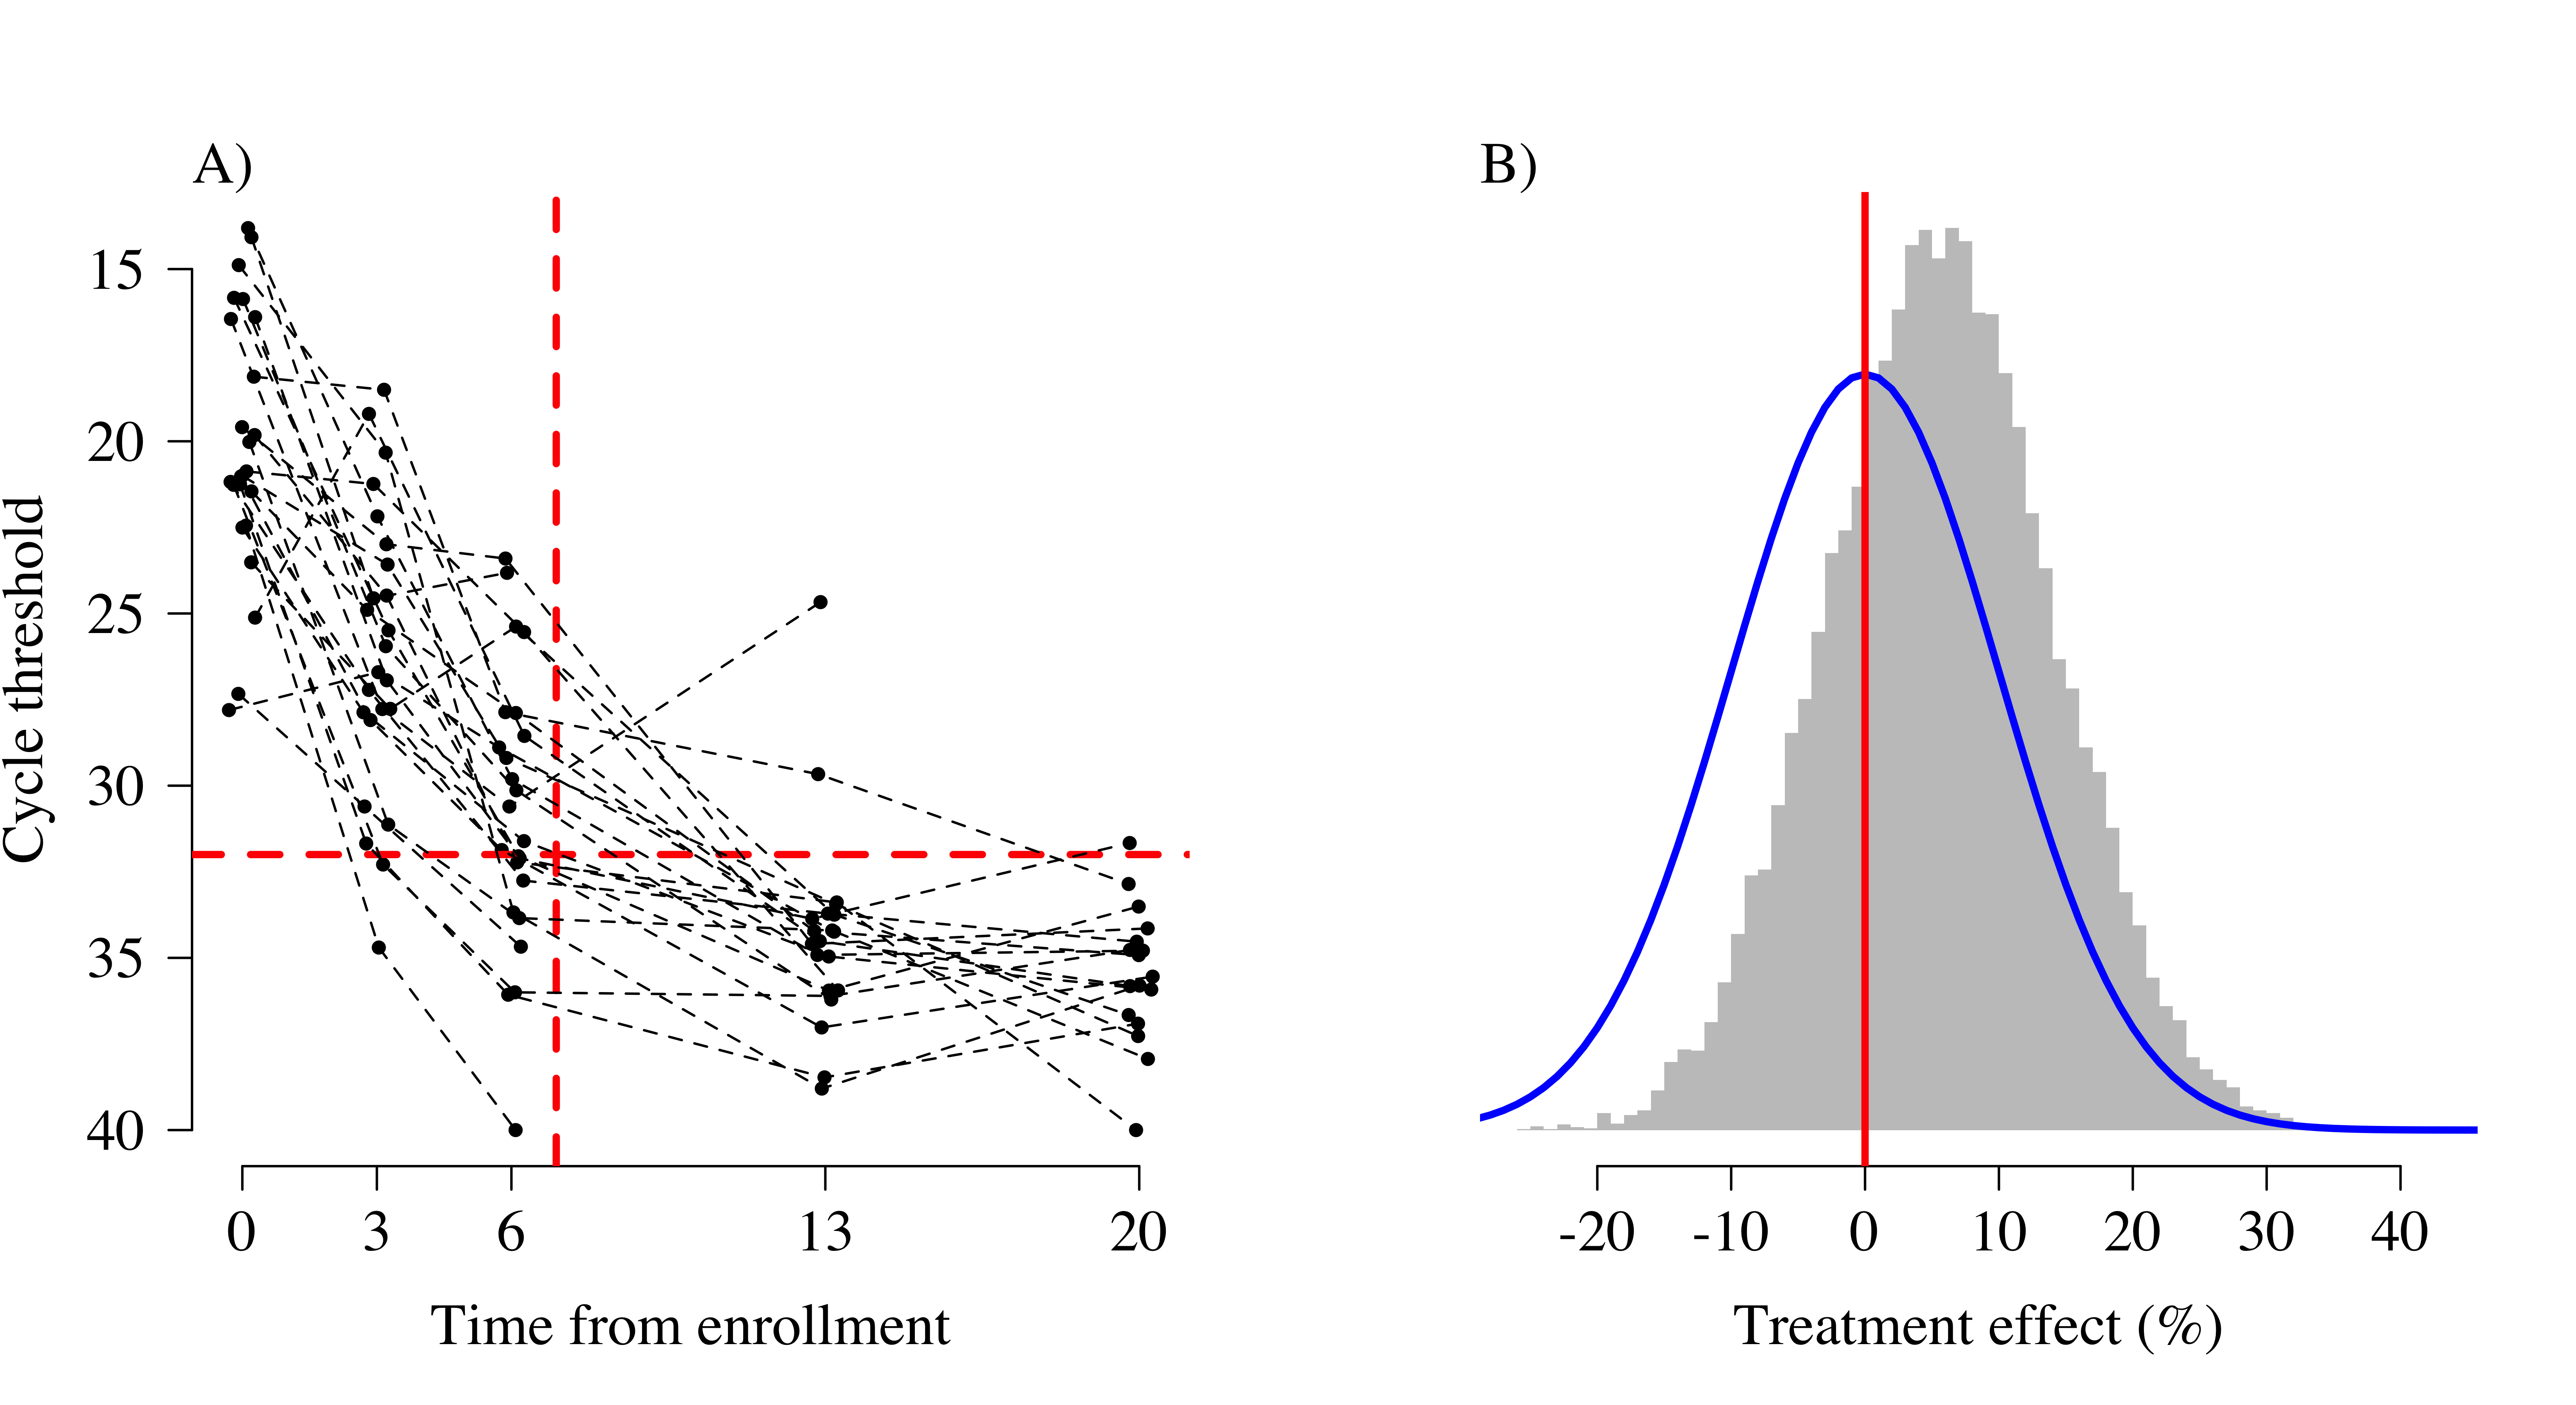 A)
Cycle threshold
15
20
25
30
35
40
0 3 6 13 20
Time from enrollment
B)
-20 -10 0 10 20 30 40
Treatment effect (%)